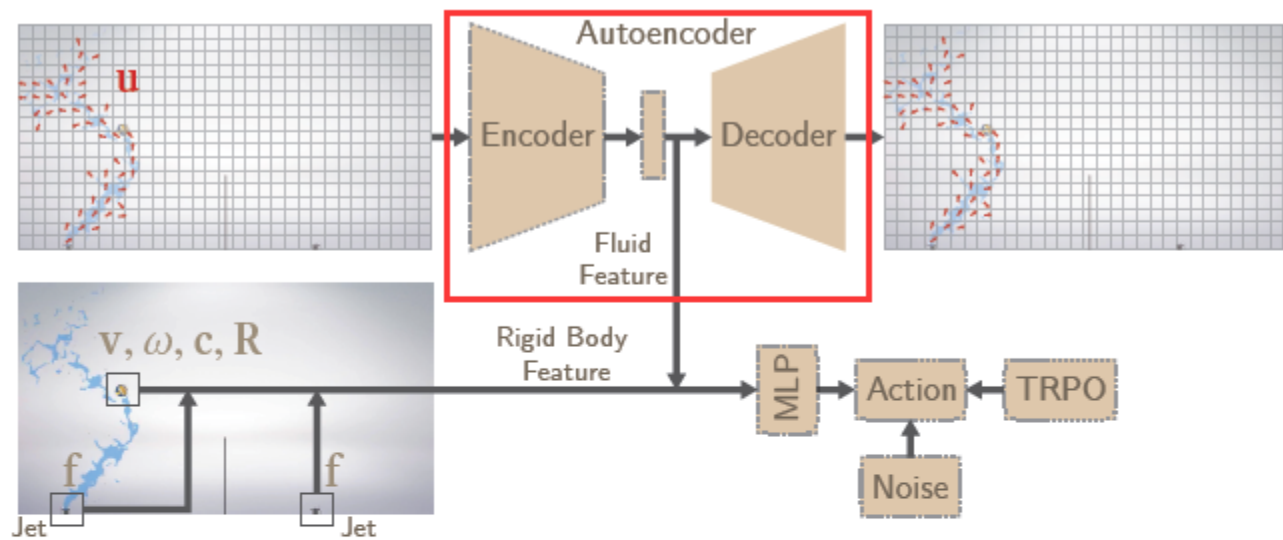 Autoencoder
u
Encoder
Decoder
Fluid
Feature
v, ω, c, R
Rigid Body
Feature
MLP
Action
TRPO
f
f
Noise
Jet
Jet